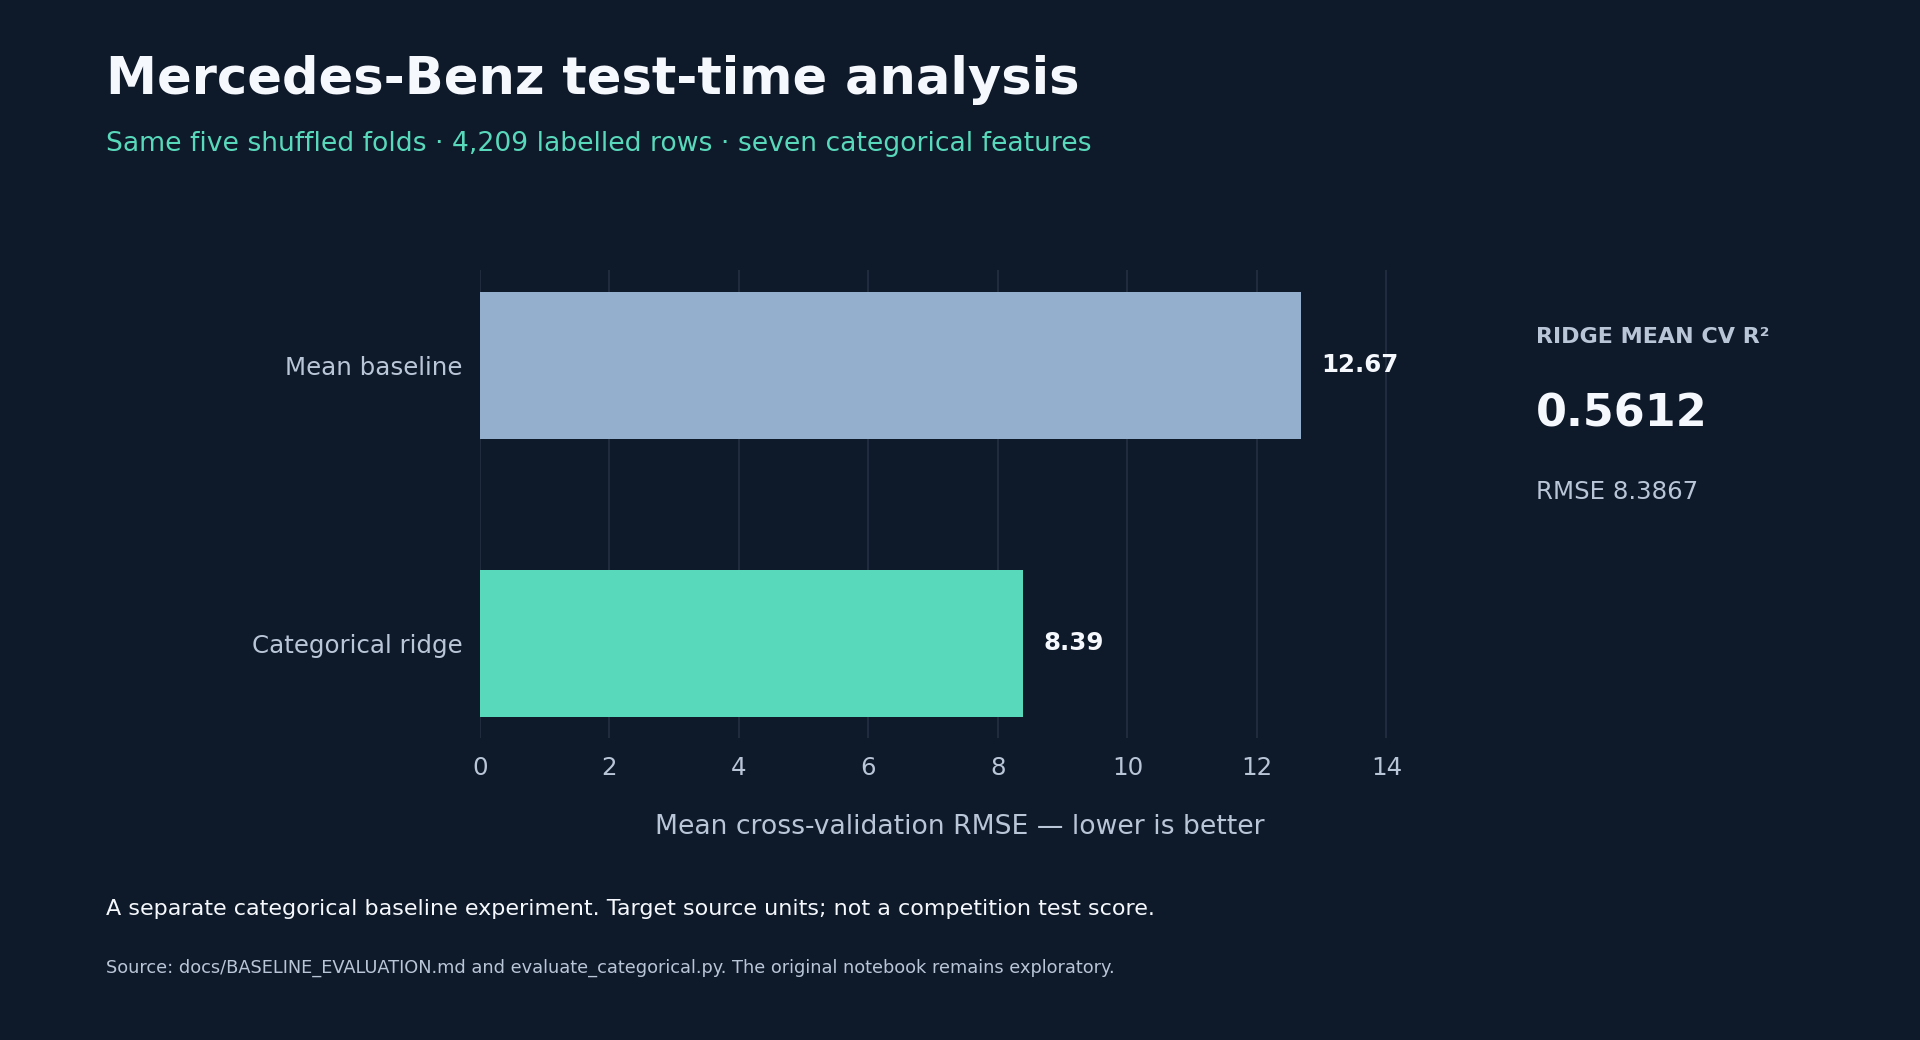 Mercedes-Benz test-time analysis
Same five shuffled folds · 4,209 labelled rows · seven categorical features
Mean baseline
12.67
RIDGE MEAN CV R²
0.5612
RMSE 8.3867
Categorical ridge
8.39
0 2 4 6 8 10 12 14
Mean cross-validation RMSE — lower is better
A separate categorical baseline experiment. Target source units; not a competition test score.
Source: docs/BASELINE_EVALUATION.md and evaluate_categorical.py. The original notebook remains exploratory.